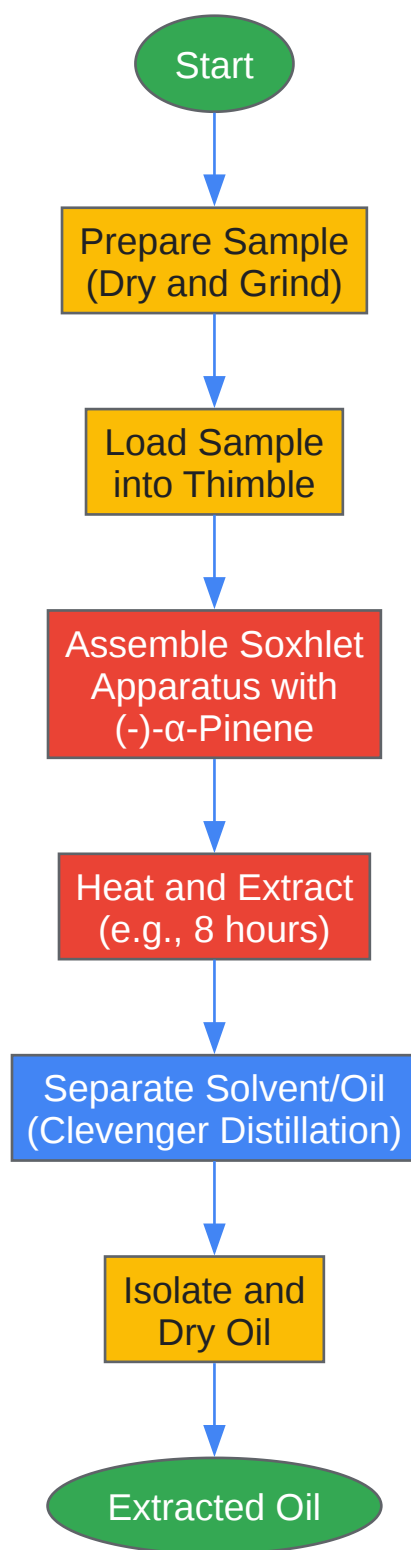 Start
Prepare Sample
(Dry and Grind)
Load Sample
into Thimble
Assemble Soxhlet
Apparatus with
(-)-α-Pinene
Heat and Extract
(e.g., 8 hours)
Separate Solvent/Oil
(Clevenger Distillation)
Isolate and
Dry Oil
Extracted Oil